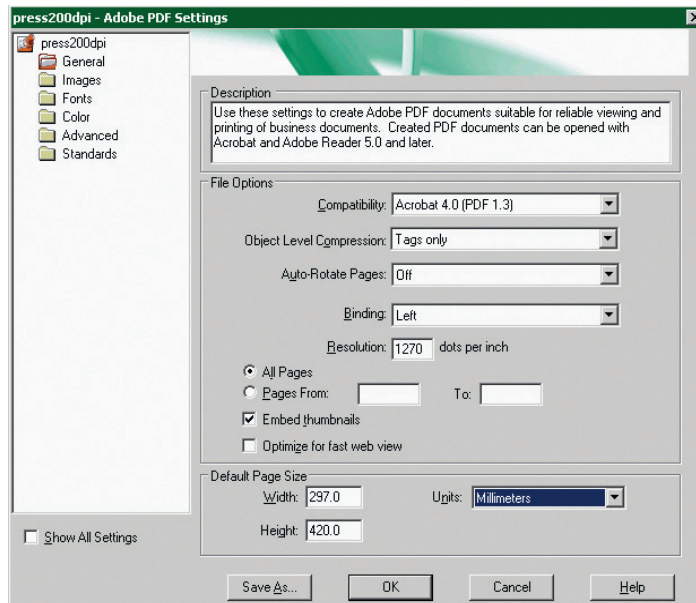 press200dpi - Adobe PDF Settings
press200dpi
General
Images
Fonts
Color
Advanced
Standards
Show All Settings
Description
Use these settings to create Adobe PDF documents suitable for reliable viewing and
printing of business documents. Created PDF documents can be opened with
Acrobat and Adobe Reader 5.0 and later.
File Options
Compatibility: Acrobat 4.0 (PDF 1.3)
Object Level Compression: Tags only
Auto-Rotate Pages: Off
Binding: Left
Resolution: 1270 dots per inch
All Pages
Pages From: To:
Embed thumbnails
Optimize for fast web view
Default Page Size
Width: 297.0 Units: Millimeters
Height: 420.0
Save As... OK Cancel Help